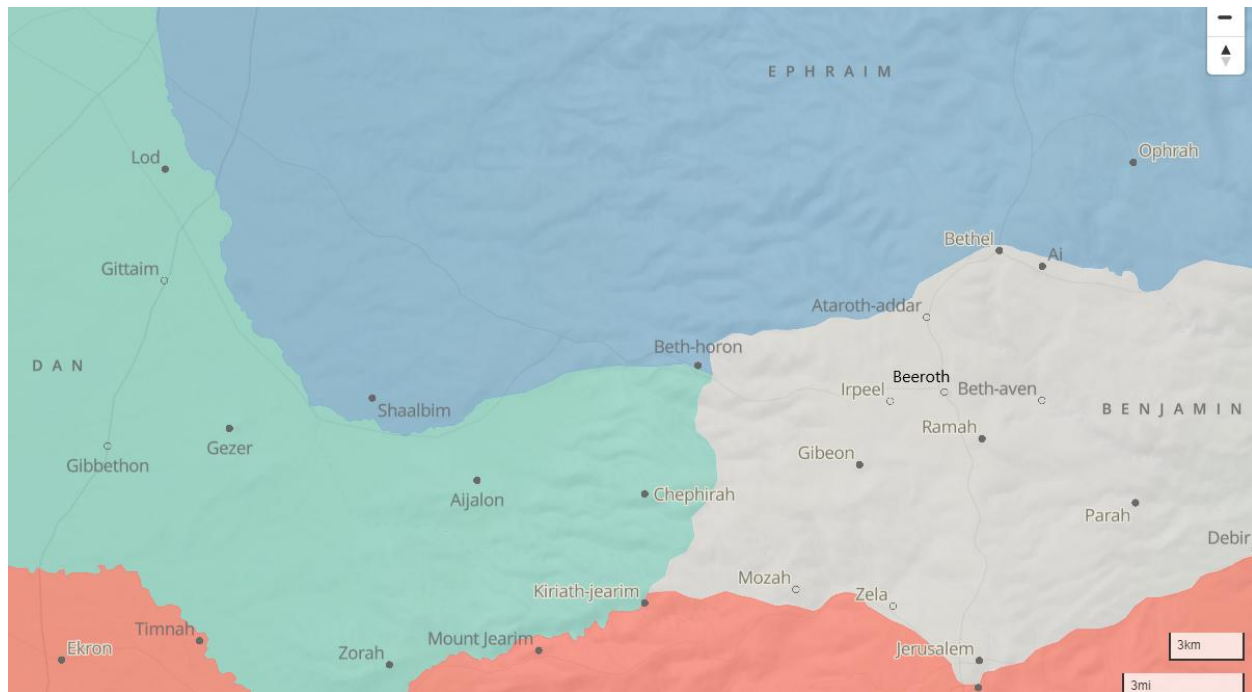 EPHRAIM
Lod
Ophrah
Bethel
Ai
Gittaim
Ataroth-addar
Beth-horon
DAN
Beeroth
Irpeel
Beth-aven
Shaalbim
BENJAMIN
Gezer
Ramah
Gibeon
Gibbethon
Aijalon
Chephirah
Parah
Debir
Mozah
Kiriath-jearim
Zela
Timnah
Mount Jearim
Ekron
Zorah
Jerusalem
3km
3mi